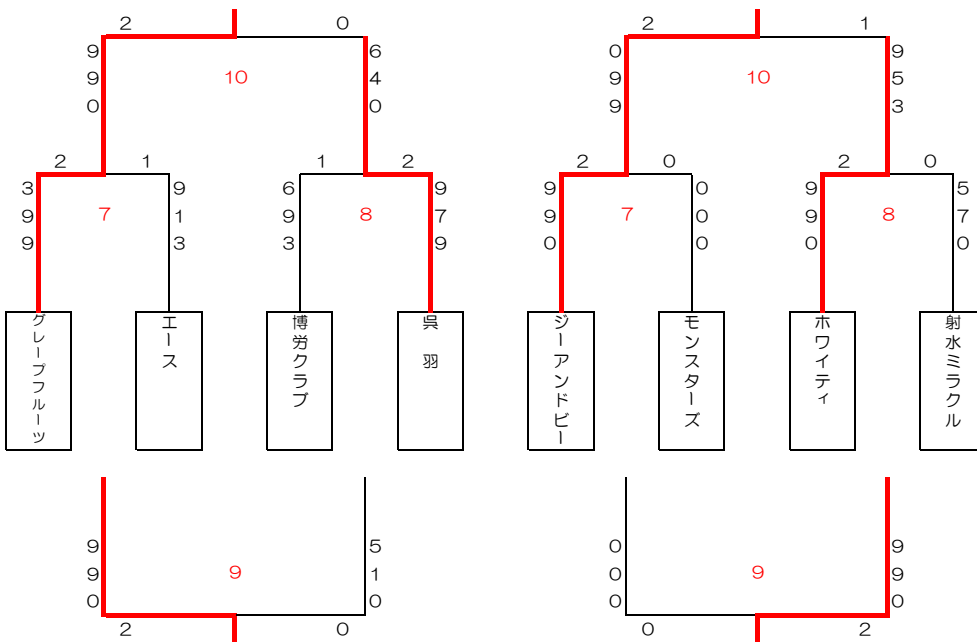 2 0 2 1
9 6 0 9
9 10 4 9 10 5
0 0 9 3
2 1 1 2 2 0 2 0
3 9 6 9 9 0 9 5
9 7 1 9 8 7 9 7 0 9 8 7
9 3 3 9 0 0 0 0
グレープフルーツ
エース
博労クラブ
呉羽
ジーアンドビー
モンスターズ
ホワイティ
射水ミラクル
9 5 0 9
9 9 1 0 9 9
0 0 0 0
2 0 0 2